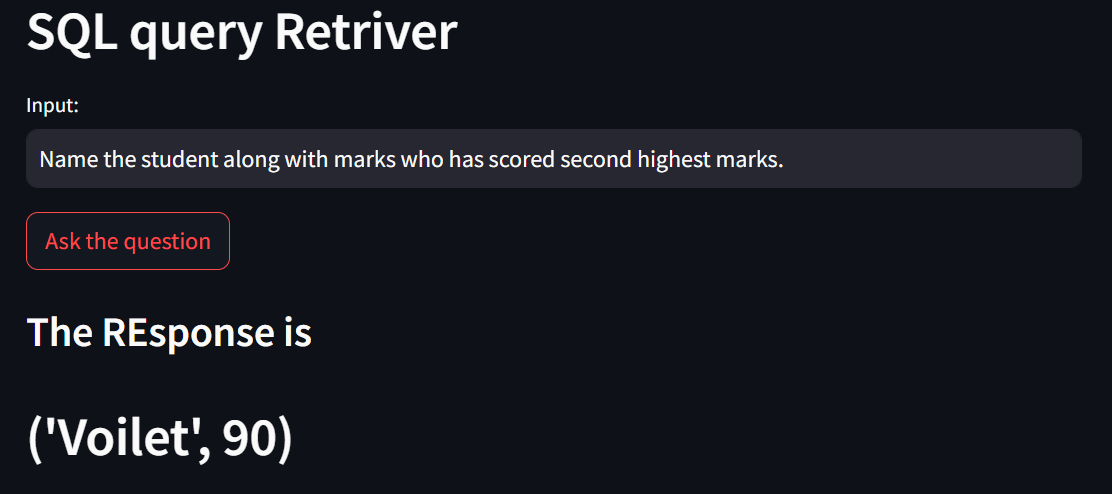 SQL query Retriver
Input:
Name the student along with marks who has scored second highest marks.
Ask the question
The REsponse is
('Voilet', 90)